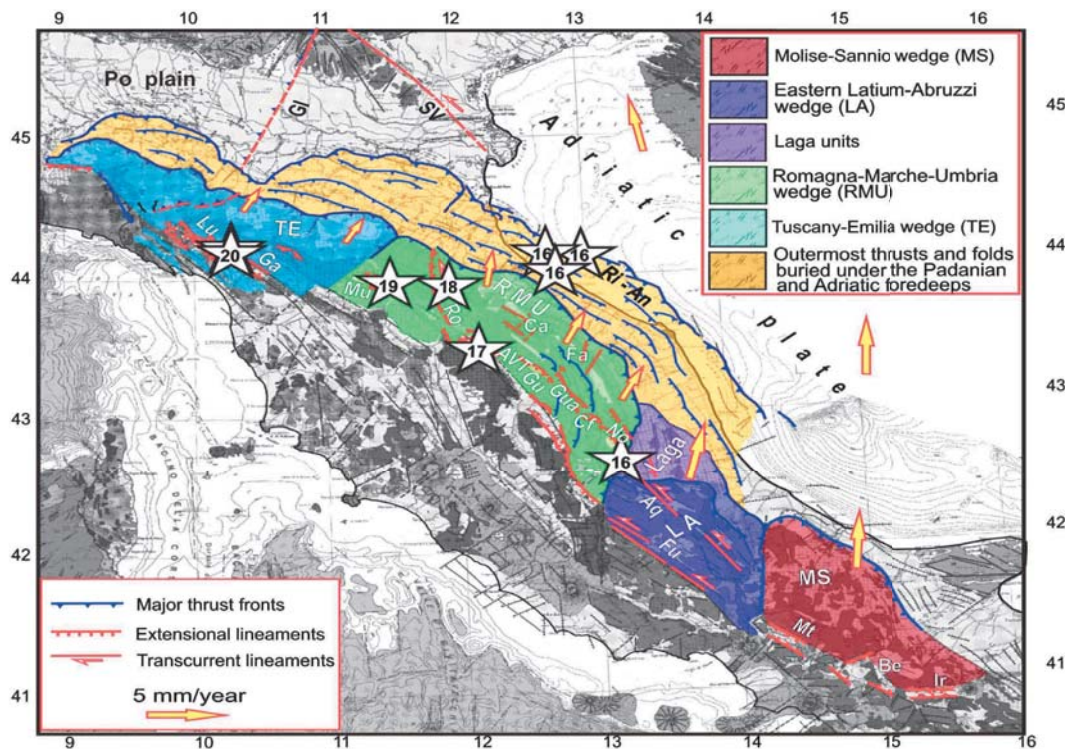 9 10 11 12 13 14 15 16
Po plain
GI
SV
Adriatic
plate
Molise-Sannio wedge (MS)
Eastern Latium-Abruzzi
wedge (LA)
Laga units
Romagna-Marche-Umbria
wedge (RMU)
Tuscany-Emilia wedge (TE)
Outermost thrusts and folds
buried under the Padanian
and Adriatic foredeeps
45
45
TE
Lu
Ga
20
44
44
16
16
16
RI-An
19
18
Mu
Ro
RMU
Ca
17
Fa
AVT
Gu
Gua
Cf
No
43
43
16
Laga
Aq
LA
Fu
42
42
MS
Mt
Be
Ir
41
41
Major thrust fronts
Extensional lineaments
Transcurrent lineaments
5 mm/year
9 10 11 12 13 14 15 16